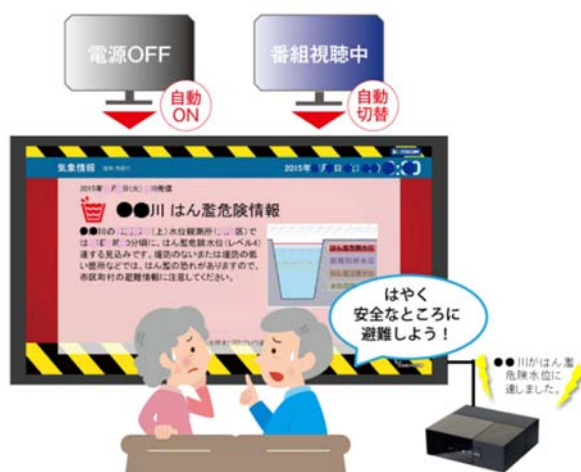 電源OFF
番組視聴中
自動
ON
自動
切替
気象情報
2015年
2015年
●●川 はん濫危険情報
●●川の
(上)水位観測所(
区)で
は
分頃に、はん濫危険水位(レベル4)
達する見込みです。堤防のないまたは堤防の低
い箇所などでは、はん濫の恐れがありますので、
市区町村の避難情報に注意してください。
はん濫危険水位
はやく
安全なところに
避難しよう！
●●川がはん濫
危険水位に
達しました。